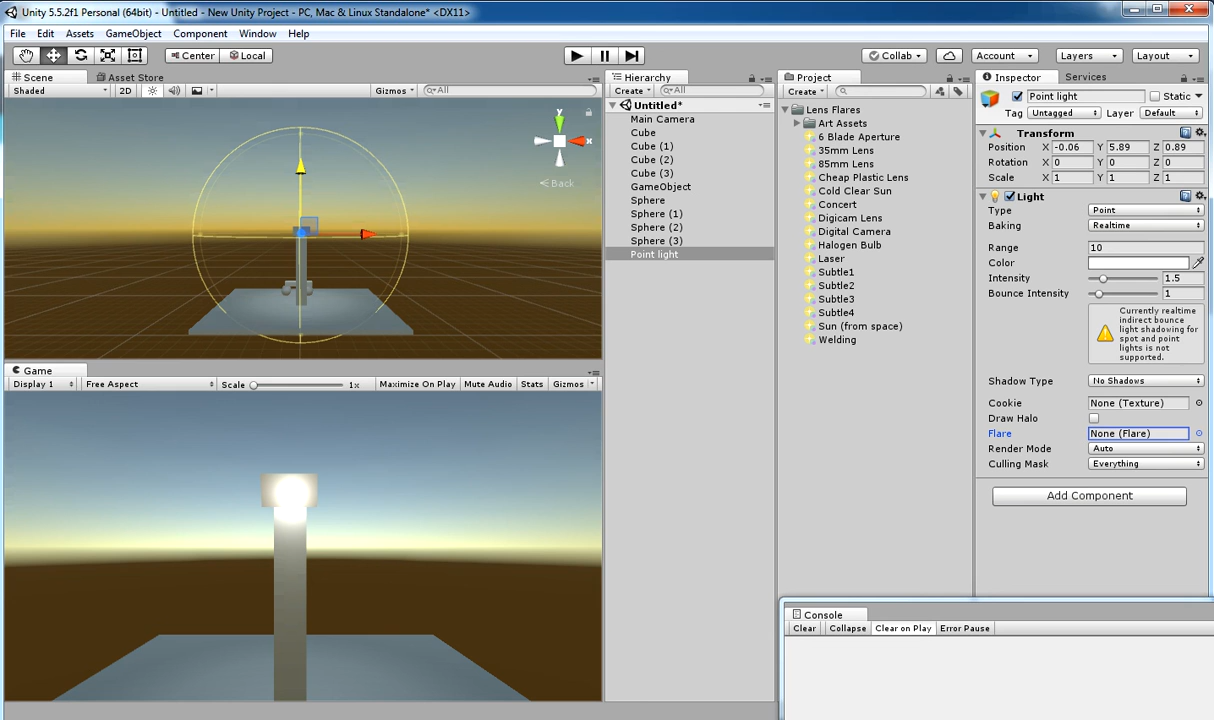 Unity 5.5.2f1 Personal (64bit) - Untitled - New Unity Project - PC, Mac & Linux Standalone* <DX11>
File Edit Assets GameObject Component Window Help
Center Local Collab Account Layers Layout
Scene Asset Store
Shaded 2D Gizmos All
y
x
Back
Game
Display 1 Free Aspect Scale 1x Maximize On Play Mute Audio Stats Gizmos
Hierarchy
Create All
Untitled*
Main Camera
Cube
Cube (1)
Cube (2)
Cube (3)
GameObject
Sphere
Sphere (1)
Sphere (2)
Sphere (3)
Point light
Project
Create
Lens Flares
Art Assets
6 Blade Aperture
35mm Lens
85mm Lens
Cheap Plastic Lens
Cold Clear Sun
Concert
Digicam Lens
Digital Camera
Halogen Bulb
Laser
Subtle1
Subtle2
Subtle3
Subtle4
Sun (from space)
Welding
Inspector Services
Point light Static
Tag Untagged Layer Default
Transform
Position X -0.06 Y 5.89 Z 0.89
Rotation X 0 Y 0 Z 0
Scale X 1 Y 1 Z 1
Light
Type Point
Baking Realtime
Range 10
Color
Intensity 1.5
Bounce Intensity 1
Currently realtime
indirect bounce
light shadowing for
spot and point
lights is not
supported.
Shadow Type No Shadows
Cookie None (Texture)
Draw Halo
Flare None (Flare)
Render Mode Auto
Culling Mask Everything
Add Component
Console
Clear Collapse Clear on Play Error Pause